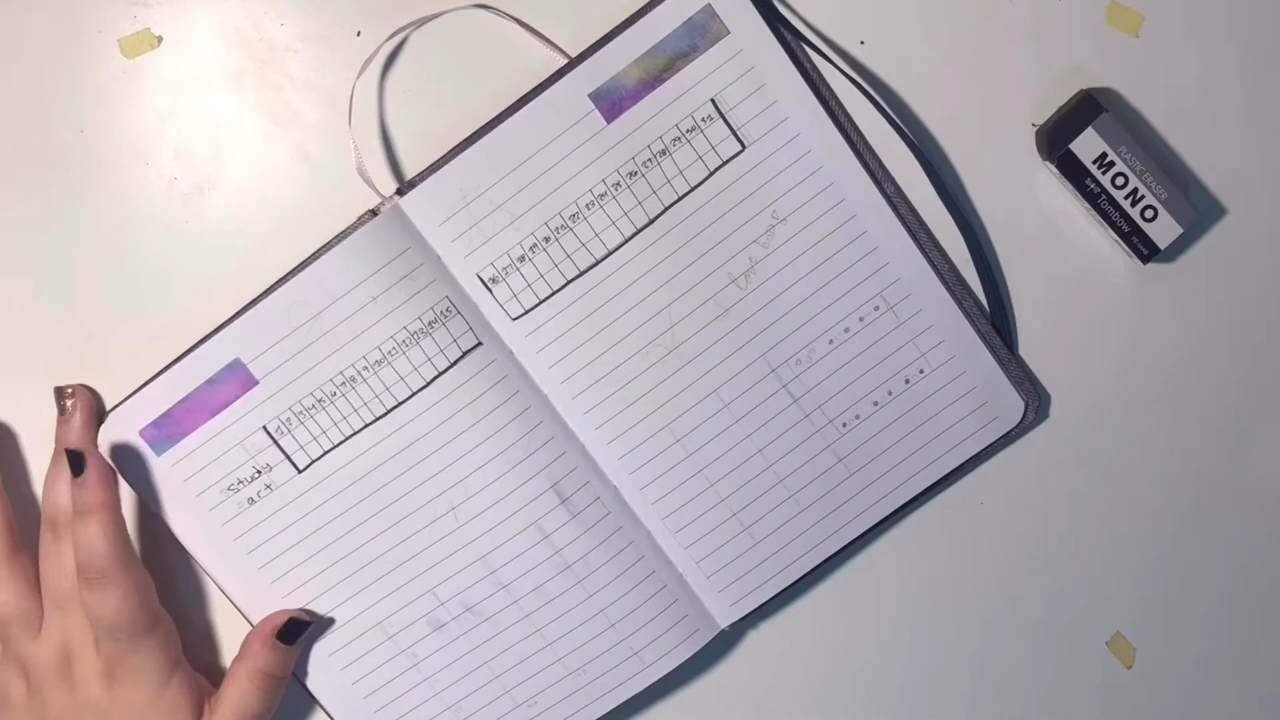 1 2 3 4 5 6 7 8 9 10 11 12 13 14 15
study
art
16 17 18 19 20 21 22 23 24 25 26 27 28 29 30 31
I love
PLASTIC ERASER
MONO
Tombow